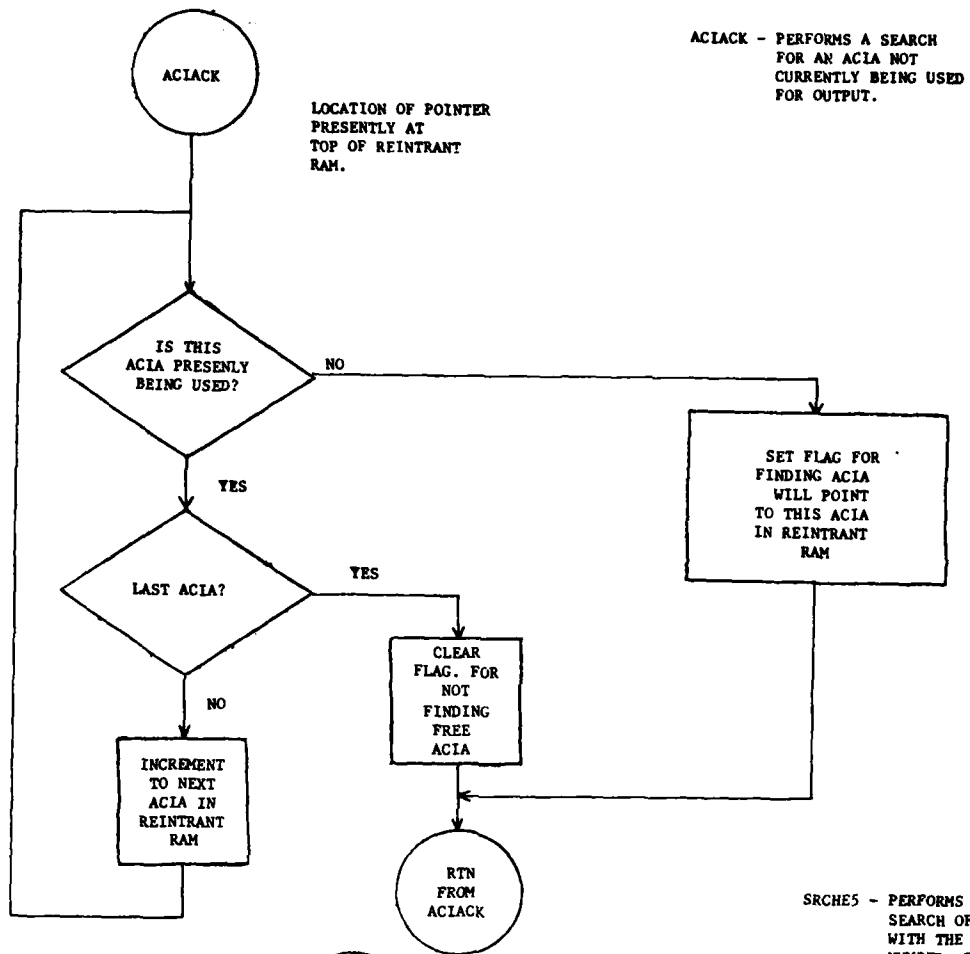 ACIACK
ACIACK - PERFORMS A SEARCH
FOR AN ACIA NOT
CURRENTLY BEING USED
FOR OUTPUT.
LOCATION OF POINTER
PRESENTLY AT
TOP OF REINTRANT
RAM.
IS THIS
ACIA PRESENLY
BEING USED?
NO
SET FLAG FOR
FINDING ACIA
WILL POINT
TO THIS ACIA
IN REINTRANT
RAM
YES
LAST ACIA?
YES
CLEAR
FLAG. FOR
NOT
FINDING
FREE
ACIA
NO
INCREMENT
TO NEXT
ACIA IN
REINTRANT
RAM
RTN
FROM
ACIACK
SRCHE5 - PERFORMS
SEARCH OF
WITH THE